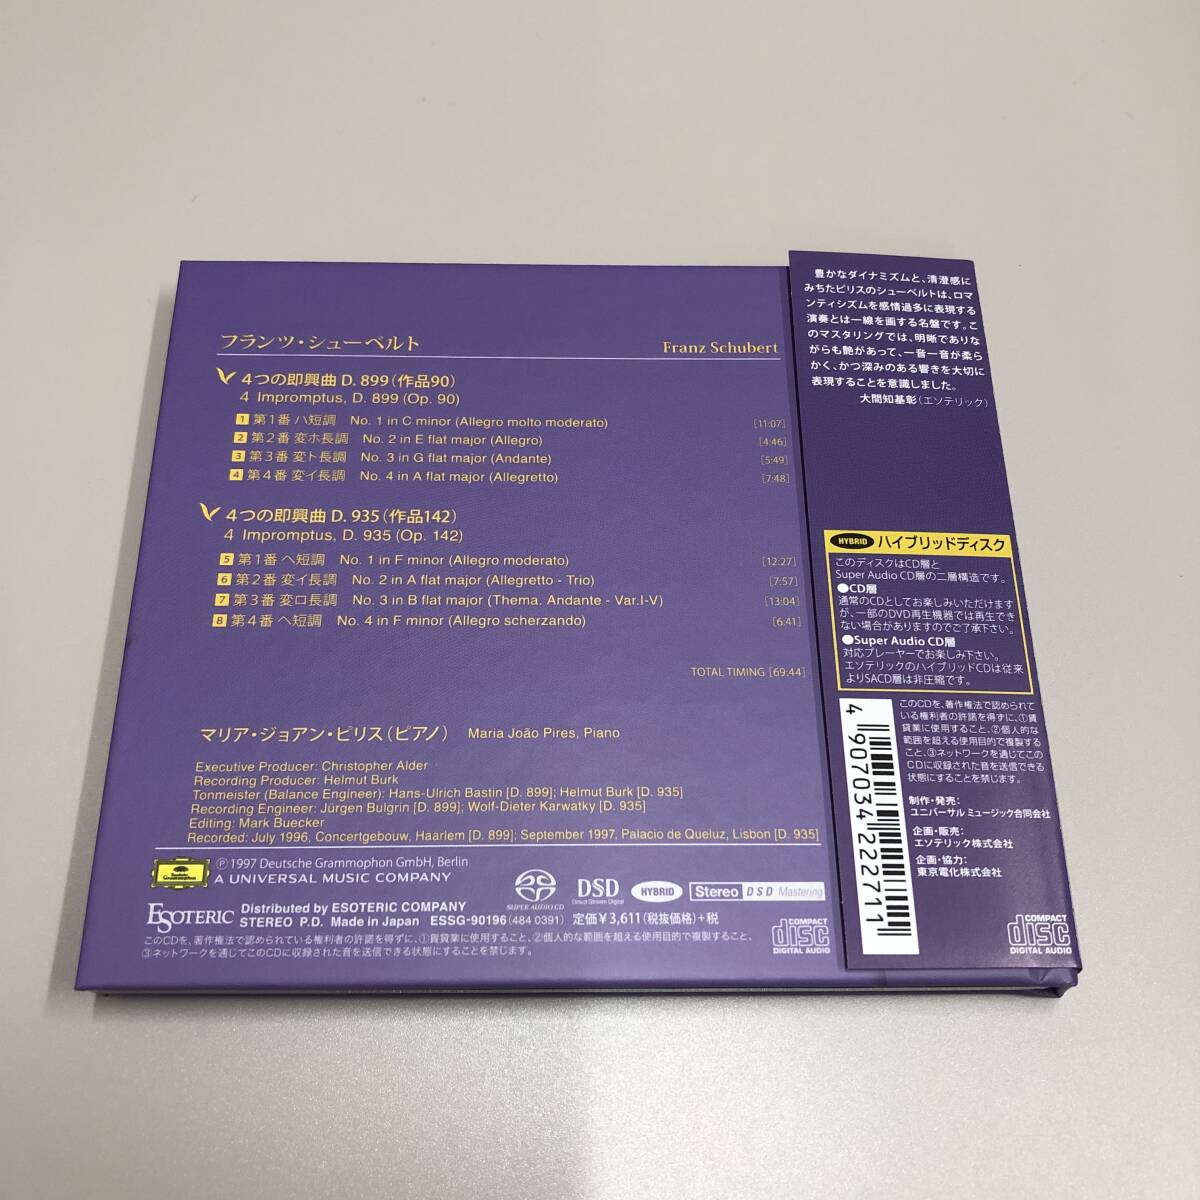 フランツ・シューベルト
Franz Schubert
4つの即興曲 D. 899(作品90)
4 Impromptus, D. 899 (Op. 90)
1 第1番 ハ短調 No. 1 in C minor (Allegro molto moderato) [11:07]
2 第2番 変ホ長調 No. 2 in E flat major (Allegro) [4:46]
3 第3番 変ト長調 No. 3 in G flat major (Andante) [5:49]
4 第4番 変イ長調 No. 4 in A flat major (Allegretto) [7:48]
4つの即興曲 D. 935(作品142)
4 Impromptus, D. 935 (Op. 142)
5 第1番 ヘ短調 No. 1 in F minor (Allegro moderato) [12:27]
6 第2番 変イ長調 No. 2 in A flat major (Allegretto - Trio) [7:57]
7 第3番 変ロ長調 No. 3 in B flat major (Thema. Andante - Var.I-V) [13:04]
8 第4番 ヘ短調 No. 4 in F minor (Allegro scherzando) [6:41]
TOTAL TIMING [69:44]
マリア・ジョアン・ピリス(ピアノ) Maria João Pires, Piano
Executive Producer: Christopher Alder
Recording Producer: Helmut Burk
Tonmeister (Balance Engineer): Hans-Ulrich Bastin [D. 899]; Helmut Burk [D. 935]
Recording Engineer: Jürgen Bulgrin [D. 899]; Wolf-Dieter Karwatky [D. 935]
Editing: Mark Buecker
Recorded: July 1996, Concertgebouw, Haarlem [D. 899]; September 1997, Palacio de Queluz, Lisbon [D. 935]
Deutsche Grammophon
Ⓟ 1997 Deutsche Grammophon GmbH, Berlin
A UNIVERSAL MUSIC COMPANY
SUPER AUDIO CD
DSD
Direct Stream Digital
HYBRID
Stereo DSD Mastering
ESOTERIC
Distributed by ESOTERIC COMPANY
STEREO P.D. Made in Japan ESSG-90196 (484 0391) 定価¥3,611(税抜価格)+税
このCDを、著作権法で認められている権利者の許諾を得ずに、①賃貸業に使用すること、②個人的な範囲を超える使用目的で複製すること、
③ネットワークを通じてこのCDに収録された音を送信できる状態にすることを禁じます。
COMPACT
disc
DIGITAL AUDIO
豊かなダイナミズムと、清澄感に
みちたピリスのシューベルトは、ロマ
ンティシズムを感情過多に表現する
演奏とは一線を画する名盤です。こ
のマスタリングでは、明晰でありな
がらも艶があって、一音一音が柔ら
かく、かつ深みのある響きを大切に
表現することを意識しました。
大間知基彰(エソテリック)
HYBRID ハイブリッドディスク
このディスクはCD層と
Super Audio CD層の二層構造です。
●CD層
通常のCDとしてお楽しみいただけます
が、一部のDVD再生機器では再生でき
ない場合がありますのでご了承下さい。
●Super Audio CD層
対応プレーヤーでお楽しみ下さい。
エソテリックのハイブリッドCDは従来
よりSACD層は非圧縮です。
4 907034 222711
このCDを、著作権法で認められて
いる権利者の許諾を得ずに、①賃
貸業に使用すること、②個人的な
範囲を超える使用目的で複製する
こと、③ネットワークを通じてこの
CDに収録された音を送信できる
状態にすることを禁じます。
制作・発売:
ユニバーサル ミュージック合同会社
企画・販売:
エソテリック株式会社
企画・協力:
東京電化株式会社
COMPACT
disc
DIGITAL AUDIO